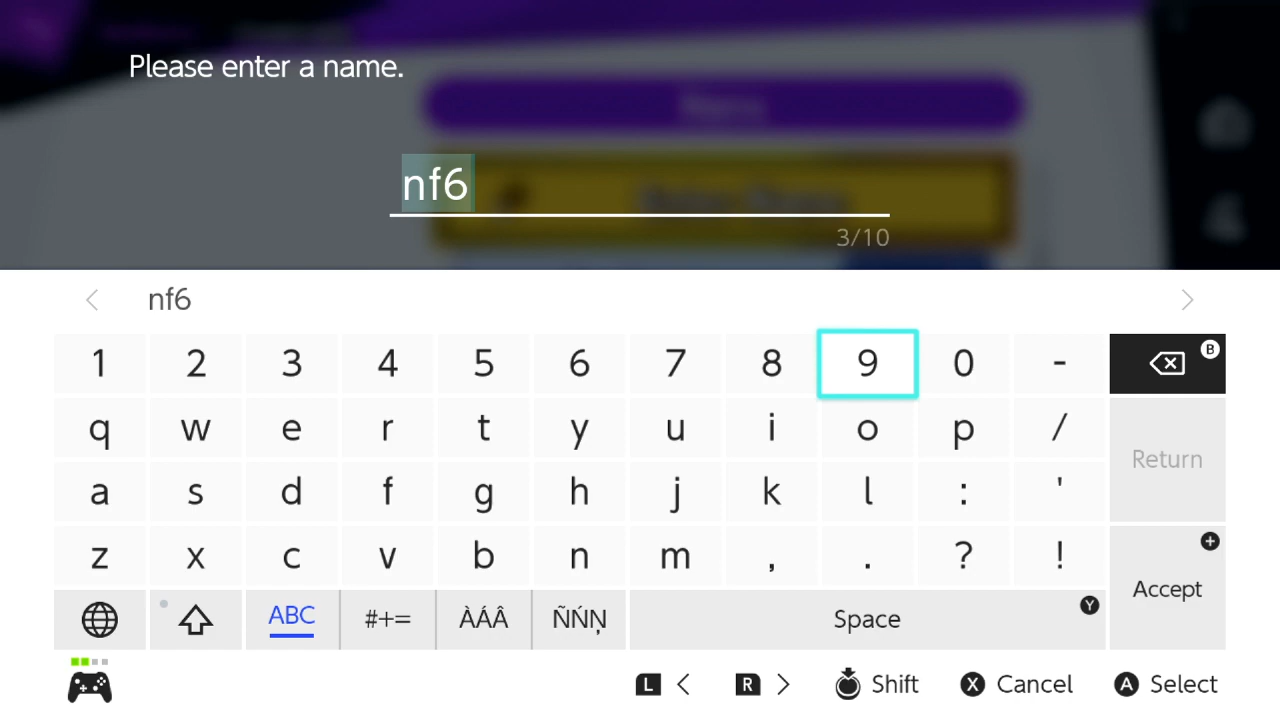 Please enter a name.
nf6
3/10
nf6
1 2 3 4 5 6 7 8 9 0 - B
q w e r t y u i o p /
Return
a s d f g h j k l : '
z x c v b n m , . ? !
+
Accept
ABC #+= ÀÁÂ ÑŃŅ Space Y
L R Shift X Cancel A Select